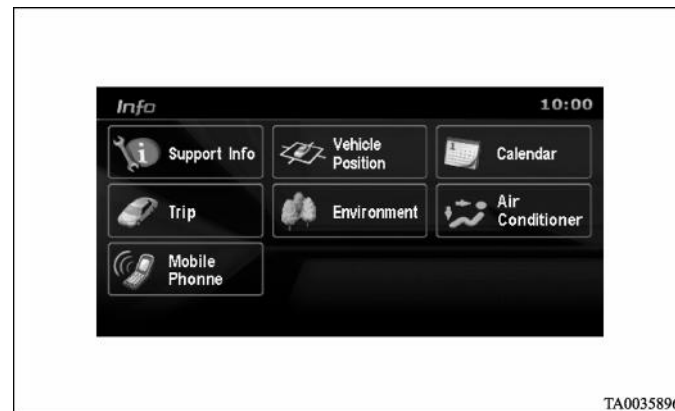 Info 10:00
Support Info
Vehicle
Position
Calendar
Trip
Environment
Air
Conditioner
Mobile
Phonne
TA0035896